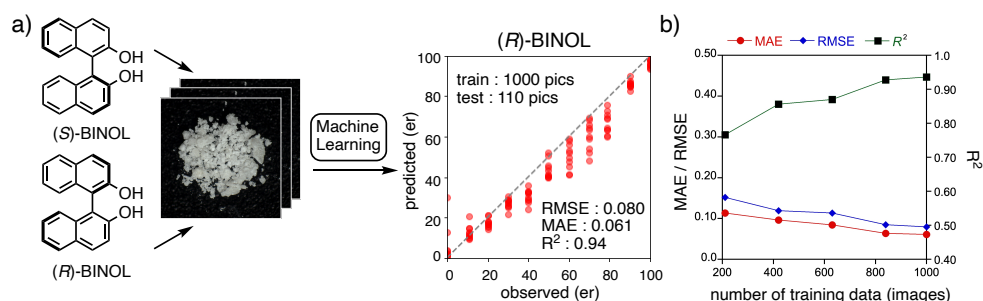 a)
OH
OH
(S)-BINOL
OH
OH
(R)-BINOL
Machine
Learning
(R)-BINOL
train : 1000 pics
test : 110 pics
RMSE : 0.080
MAE : 0.061
R² : 0.94
predicted (er)
100
80
60
40
20
0
0 20 40 60 80 100
observed (er)
b)
MAE RMSE R²
MAE / RMSE
0.50
0.40
0.30
0.20
0.10
0.0
1.0
0.90
0.80
0.70
0.60
0.50
0.40
R²
200 400 600 800 1000
number of training data (images)